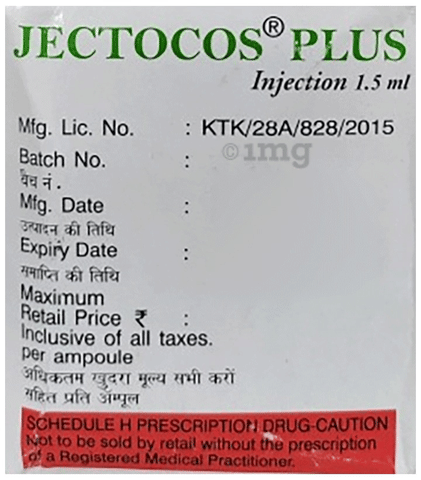 JECTOCOS® PLUS
Injection 1.5 ml
Mfg. Lic. No. : KTK/28A/828/2015
Batch No. :
बैच नं.
©1mg
Mfg. Date :
उत्पादन की तिथि
Expiry Date :
समाप्ति की तिथि
Maximum
Retail Price ₹ :
Inclusive of all taxes.
per ampoule
अधिकतम खुदरा मूल्य सभी करों
सहित प्रति अॅम्पूल
SCHEDULE H PRESCRIPTION DRUG-CAUTION
Not to be sold by retail without the prescription
of a Registered Medical Practitioner.